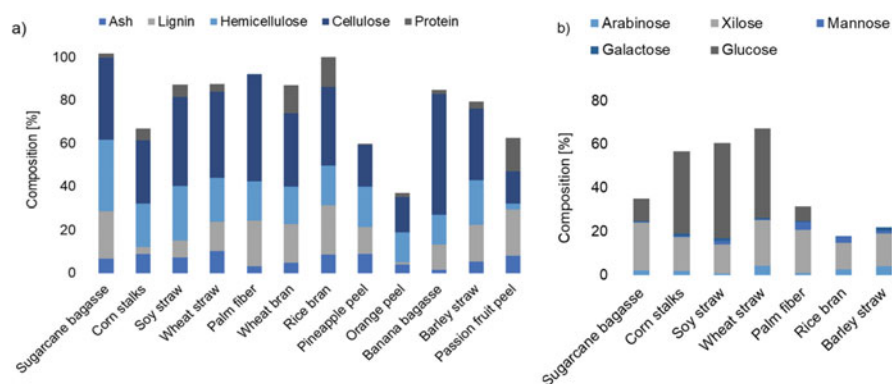 a)
Ash Lignin Hemicellulose Cellulose Protein
Composition [%]
100
80
60
40
20
0
Sugarcane bagasse
Corn stalks
Soy straw
Wheat straw
Palm fiber
Wheat bran
Rice bran
Pineapple peel
Orange peel
Banana bagasse
Barley straw
Passion fruit peel
b)
Arabinose Xilose Mannose
Galactose Glucose
Composition [%]
80
60
40
20
0
Sugarcane bagasse
Corn stalks
Soy straw
Wheat straw
Palm fiber
Rice bran
Barley straw